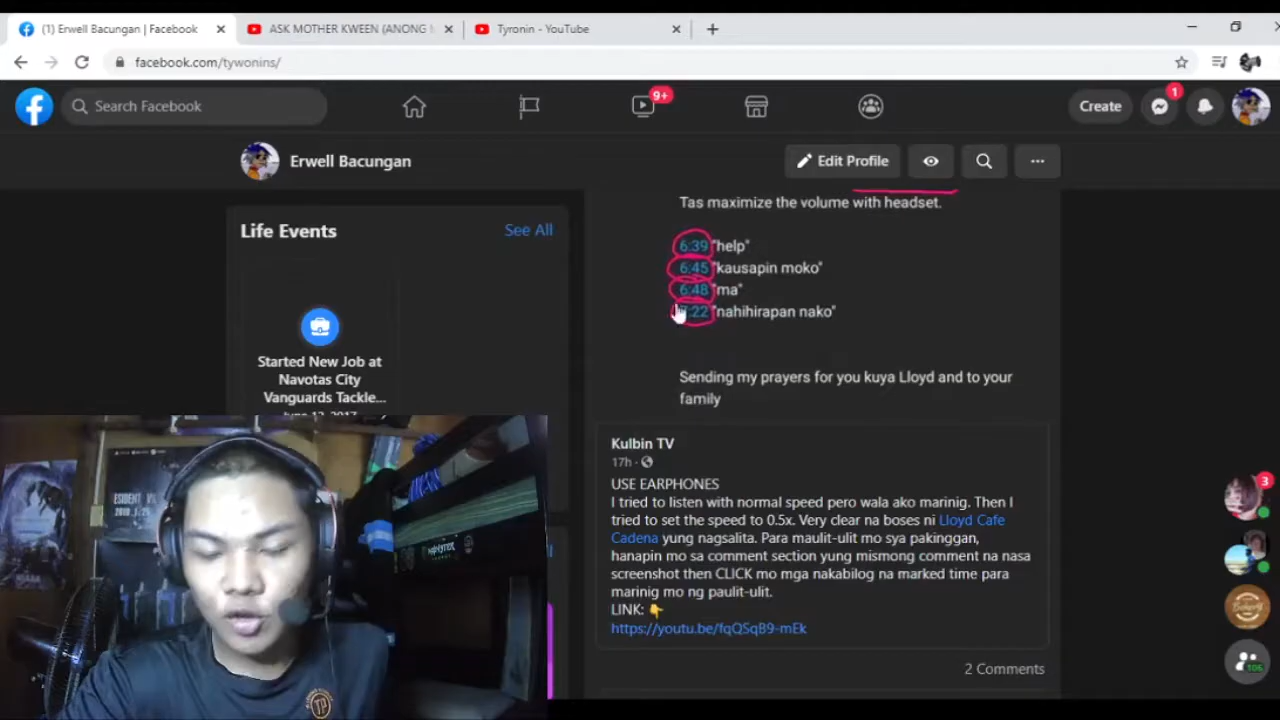 (1) Erwell Bacungan | Facebook
ASK MOTHER KWEEN (ANONG
Tyronin - YouTube
facebook.com/tywonins/
Search Facebook
9+
Create
1
Erwell Bacungan
Edit Profile
Life Events
See All
Started New Job at
Navotas City
Vanguards Tackle...
Tas maximize the volume with headset.
6:39 "help"
6:45 "kausapin moko"
6:48 "ma"
7:22 "nahihirapan nako"
Sending my prayers for you kuya Lloyd and to your
family
Kulbin TV
17h ·
USE EARPHONES
I tried to listen with normal speed pero wala ako marinig. Then I
tried to set the speed to 0.5x. Very clear na boses ni Lloyd Cafe
Cadena yung nagsalita. Para maulit-ulit mo sya pakinggan,
hanapin mo sa comment section yung mismong comment na nasa
screenshot then CLICK mo mga nakabilog na marked time para
marinig mo ng paulit-ulit.
LINK: 👇
https://youtu.be/fqQSqB9-mEk
2 Comments
3
106
TP